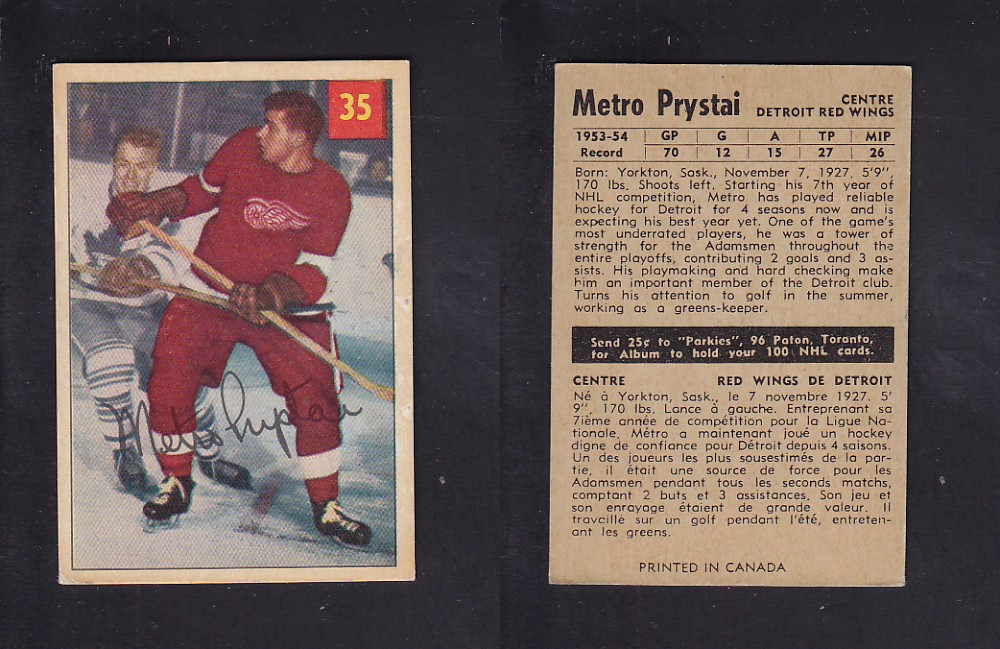 35
Metro Prystai
Metro Prystai
CENTRE
DETROIT RED WINGS
1953-54 GP G A TP MIP
Record 70 12 15 27 26
Born: Yorkton, Sask., November 7, 1927. 5'9",
170 lbs. Shoots left. Starting his 7th year of
NHL competition, Metro has played reliable
hockey for Detroit for 4 seasons now and is
expecting his best year yet. One of the game's
most underrated players, he was a tower of
strength for the Adamsmen throughout the
entire playoffs, contributing 2 goals and 3 as-
sists. His playmaking and hard checking make
him an important member of the Detroit club.
Turns his attention to golf in the summer,
working as a greens-keeper.
Send 25¢ to "Parkies", 96 Paton, Toronto,
for Album to hold your 100 NHL cards.
CENTRE RED WINGS DE DETROIT
Né à Yorkton, Sask., le 7 novembre 1927. 5'
9", 170 lbs. Lance à gauche. Entreprenant sa
7ième année de compétition pour la Ligue Na-
tionale, Métro a maintenant joué un hockey
digne de confiance pour Détroit depuis 4 saisons.
Un des joueurs les plus sousestimés de la par-
tie, il était une source de force pour les
Adamsmen pendant tous les seconds matchs,
comptant 2 buts et 3 assistances. Son jeu et
son enrayage étaient de grande valeur. Il
travaille sur un golf pendant l'été, entreten-
ant les greens.
PRINTED IN CANADA